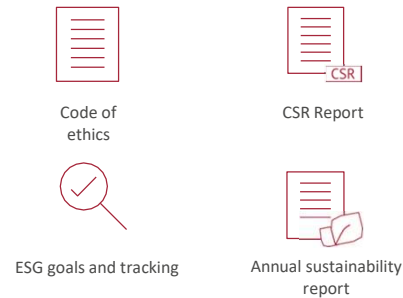 CSR
Code of
ethics
CSR Report
ESG goals and tracking
Annual sustainability
report